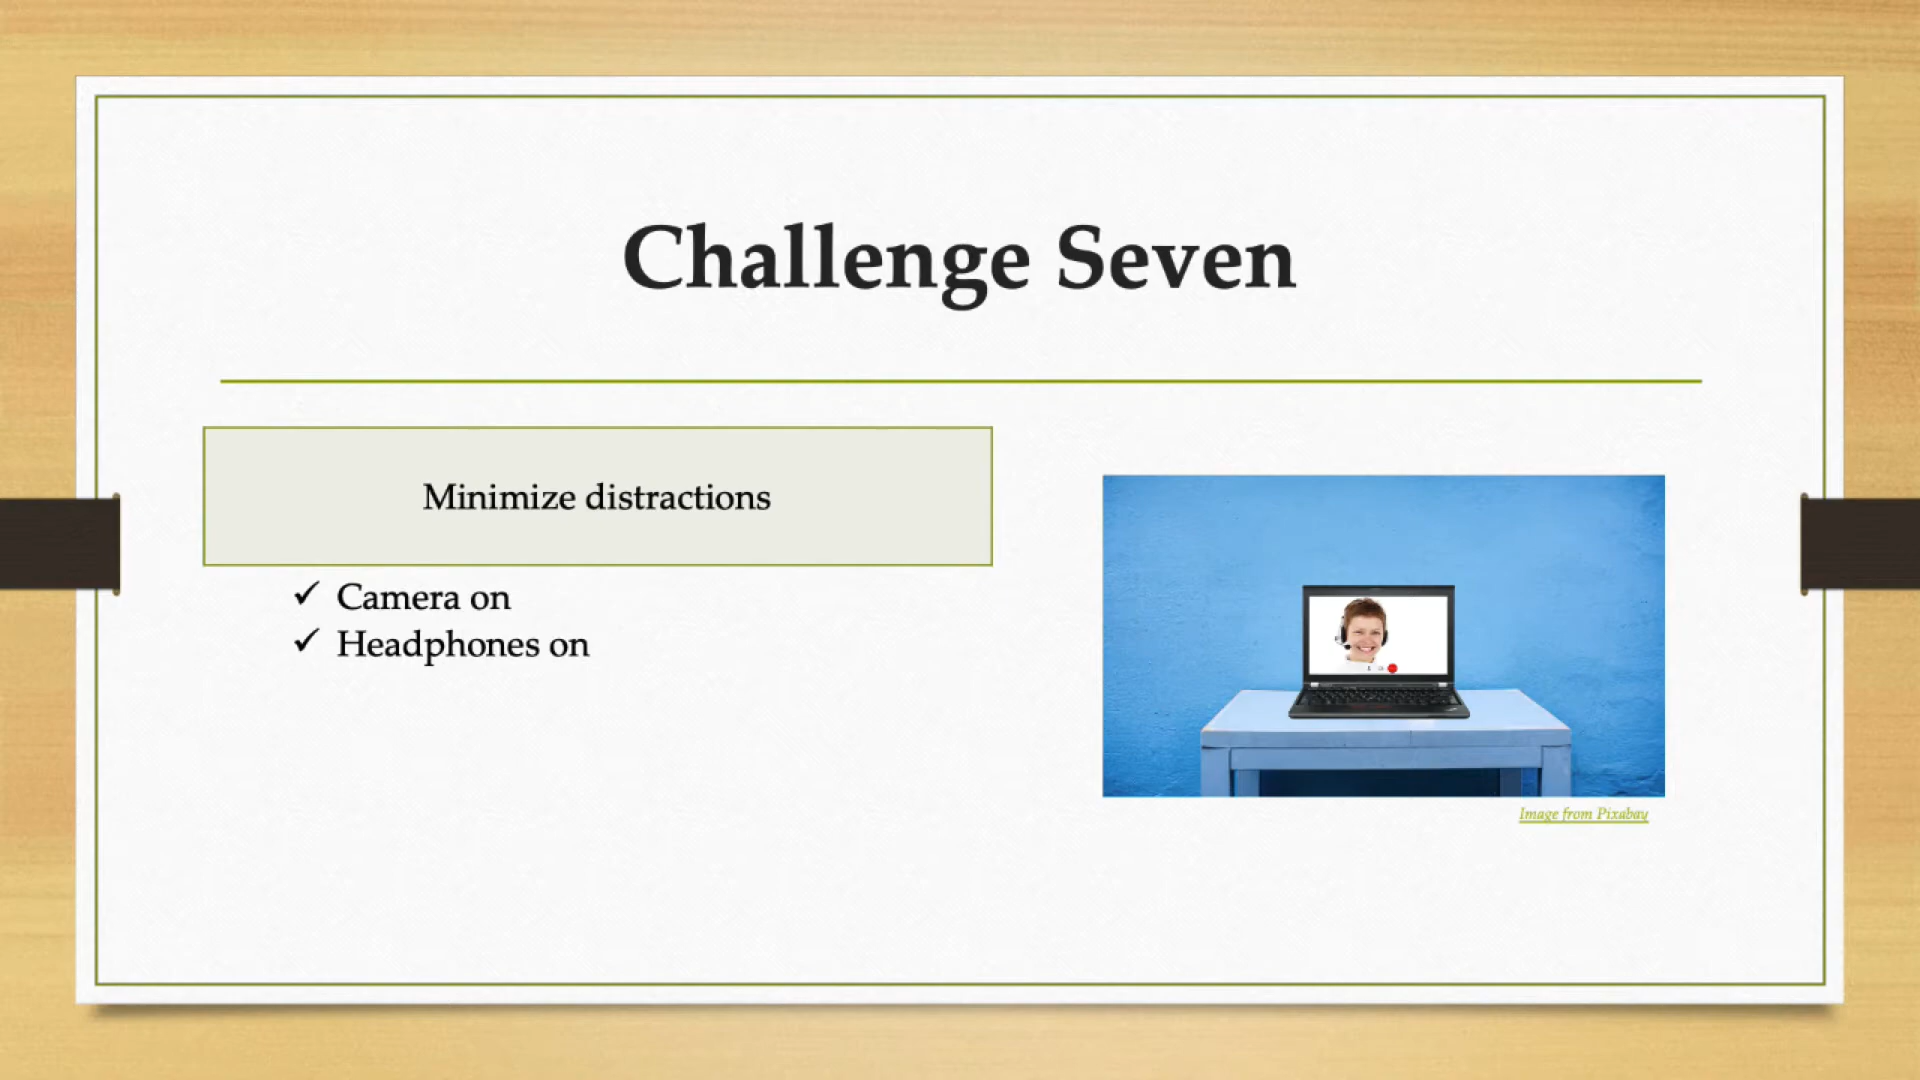 Challenge Seven
Minimize distractions
✓ Camera on
✓ Headphones on
Image from Pixabay